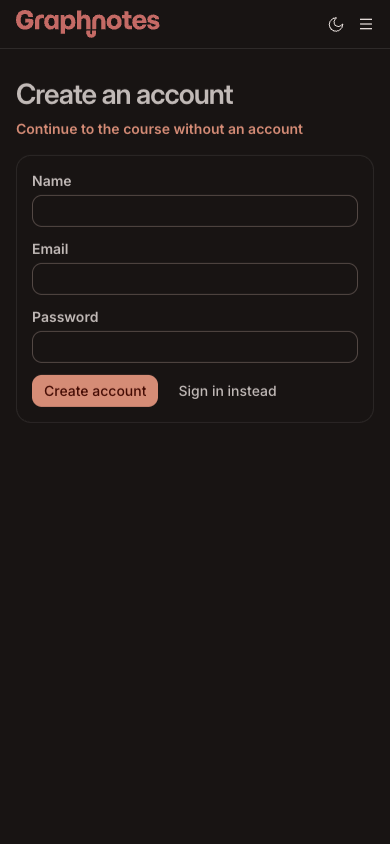 Graphnotes
Create an account
Continue to the course without an account
Name
Email
Password
Create account
Sign in instead